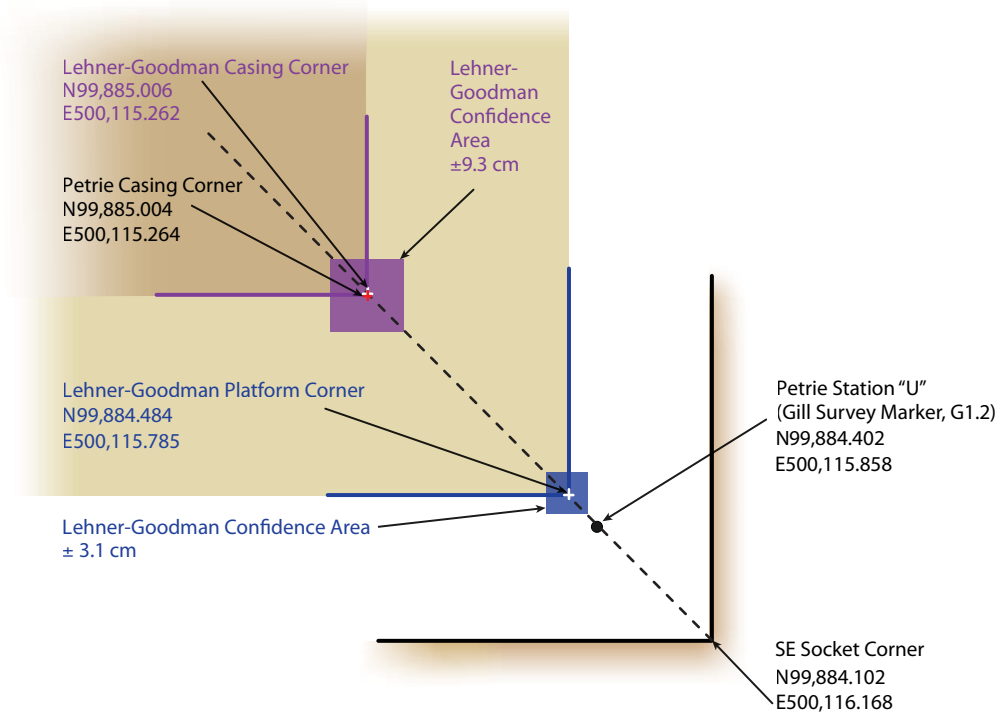 Lehner-Goodman Casing Corner
N99,885.006
E500,115.262
Lehner-
Goodman
Confidence
Area
±9.3 cm
Petrie Casing Corner
N99,885.004
E500,115.264
Lehner-Goodman Platform Corner
N99,884.484
E500,115.785
Petrie Station “U”
(Gill Survey Marker, G1.2)
N99,884.402
E500,115.858
Lehner-Goodman Confidence Area
± 3.1 cm
SE Socket Corner
N99,884.102
E500,116.168